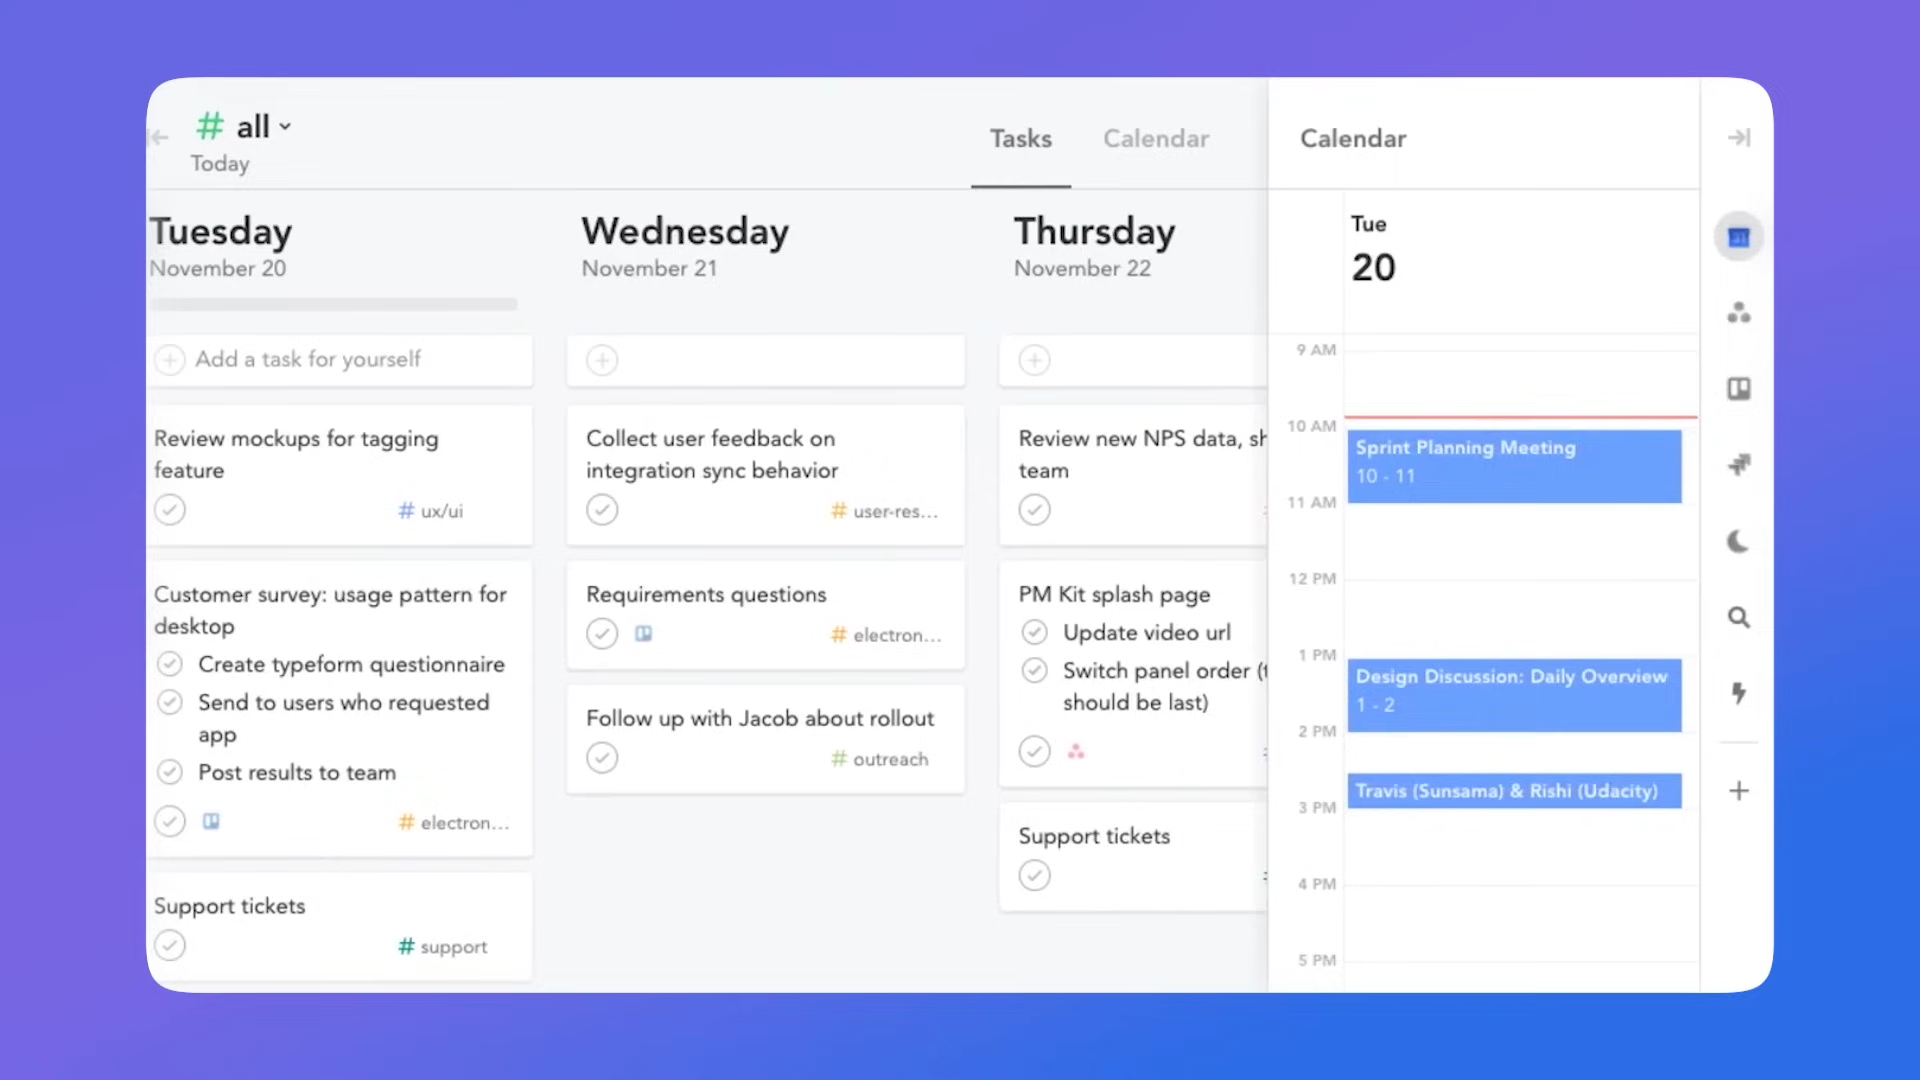 # all
Today
Tasks
Calendar
Tuesday
November 20
Add a task for yourself
Review mockups for tagging
feature
# ux/ui
Customer survey: usage pattern for
desktop
Create typeform questionnaire
Send to users who requested
app
Post results to team
# electron...
Support tickets
# support
Wednesday
November 21
Collect user feedback on
integration sync behavior
# user-res...
Requirements questions
# electron...
Follow up with Jacob about rollout
# outreach
Thursday
November 22
Review new NPS data, sh
team
PM Kit splash page
Update video url
Switch panel order (t
should be last)
Support tickets
Calendar
Tue
20
31
9 AM
10 AM
Sprint Planning Meeting
10 - 11
11 AM
12 PM
1 PM
Design Discussion: Daily Overview
1 - 2
2 PM
Travis (Sunsama) & Rishi (Udacity)
3 PM
4 PM
5 PM